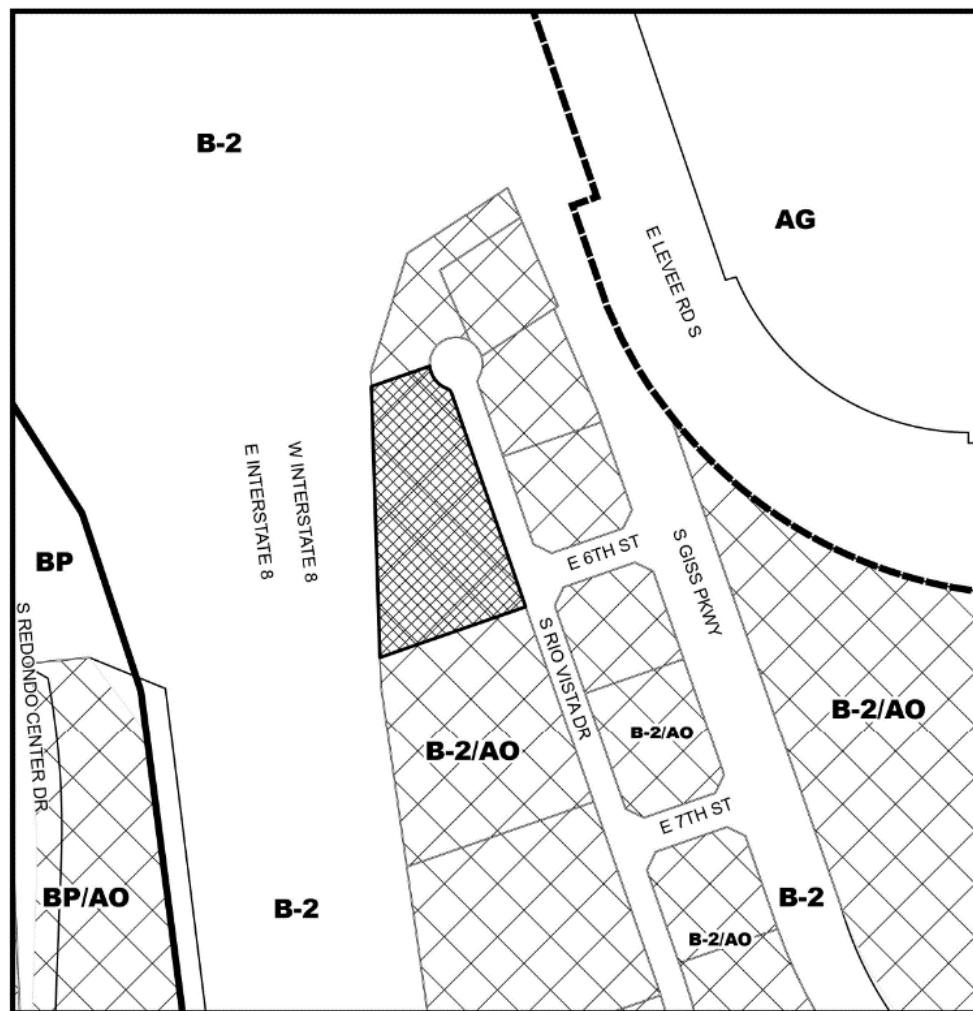 B-2
AG
E LEVEE RD S
W INTERSTATE 8
E INTERSTATE 8
BP
E 6TH ST
S GISS PKWY
S REDONDO CENTER DR
S RIO VISTA DR
B-2/AO
B-2/AO
B-2/AO
E 7TH ST
BP/AO
B-2
B-2
B-2/AO